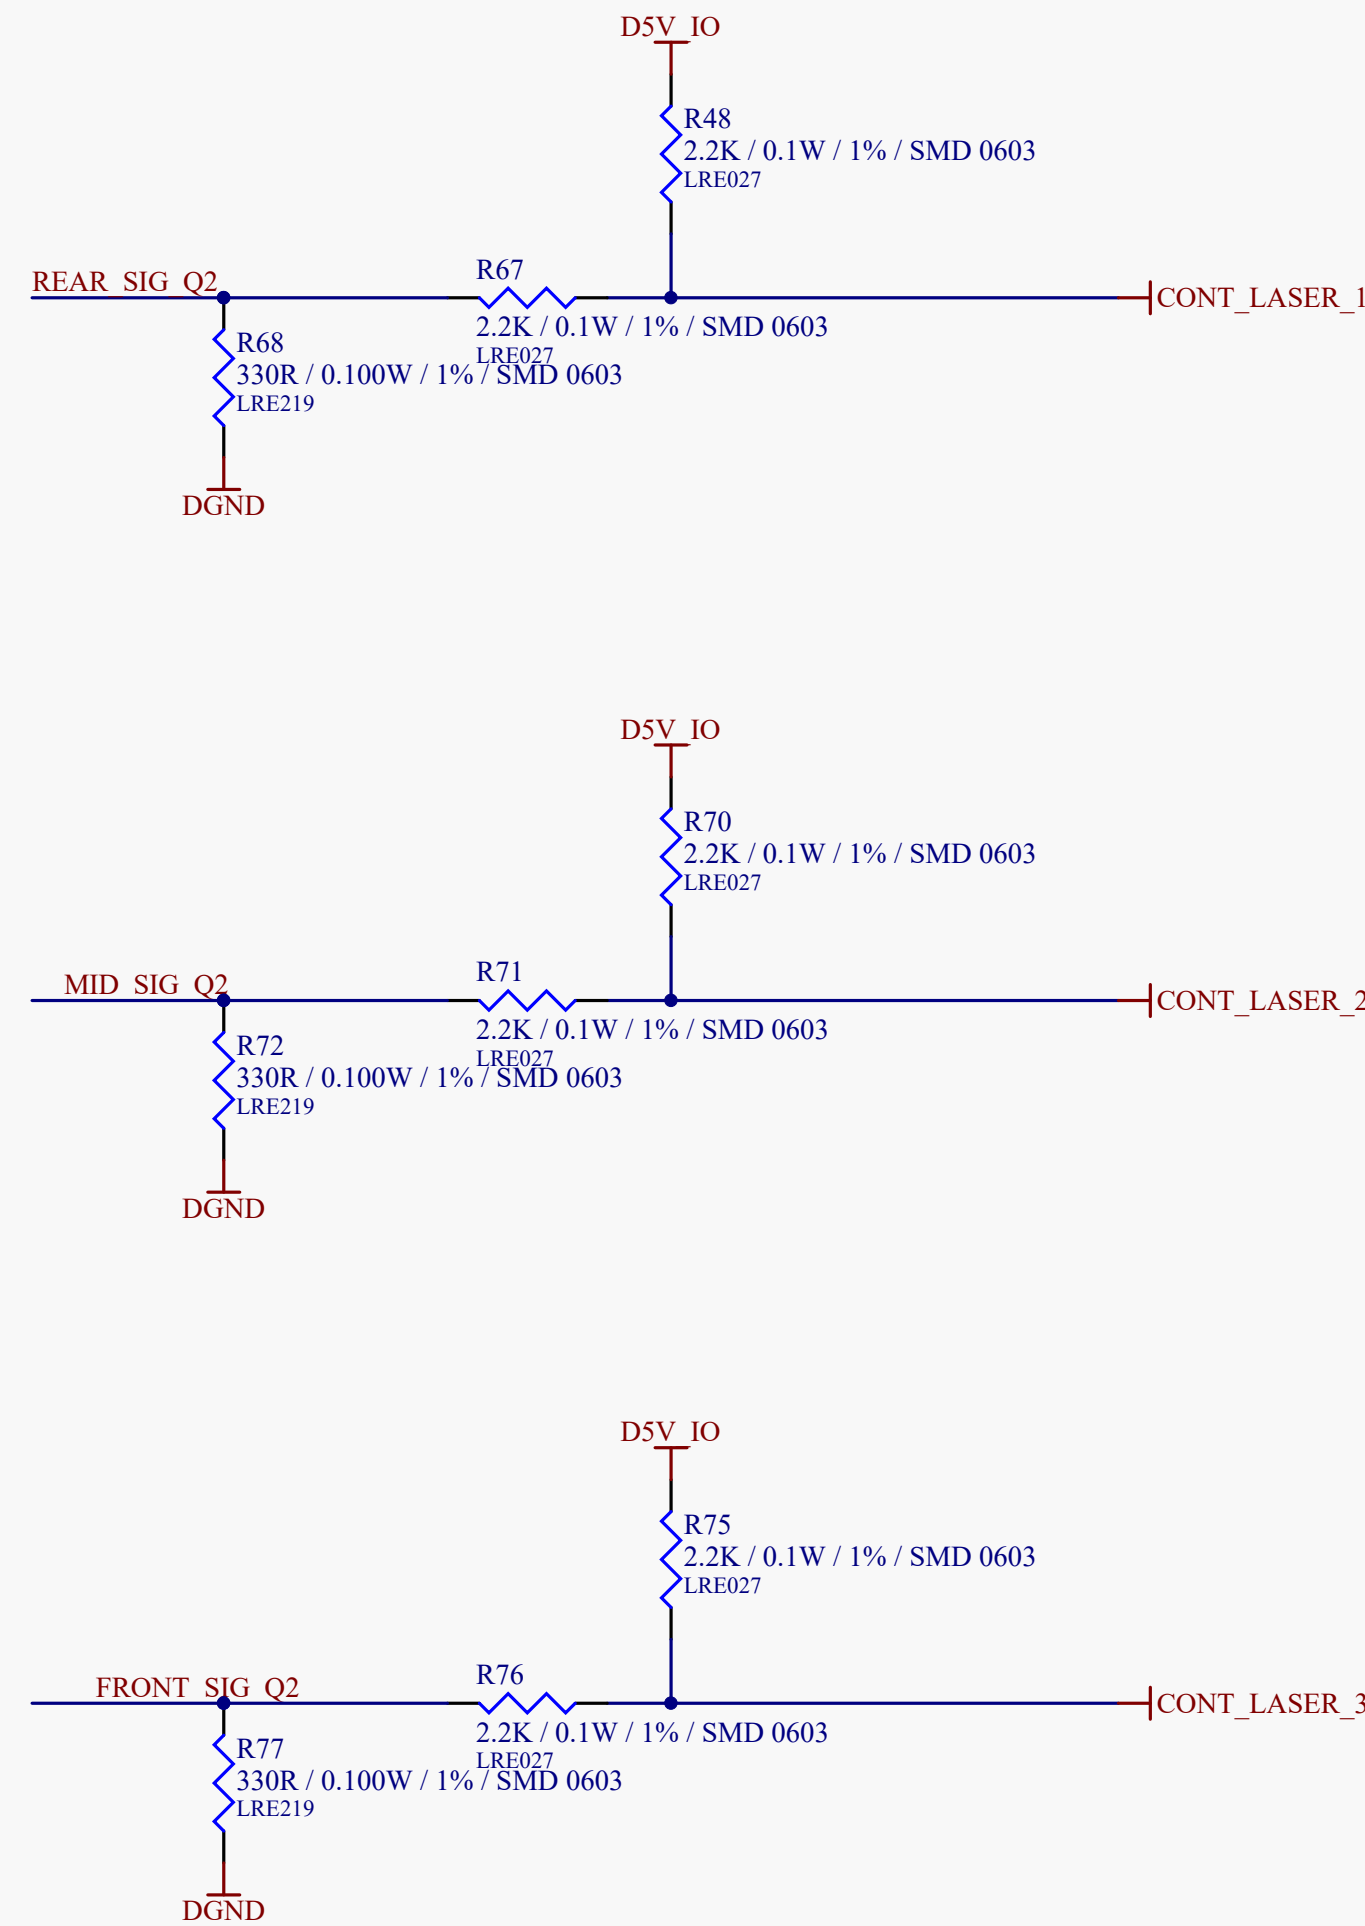 D5V_IO
R48
2.2K / 0.1W / 1% / SMD 0603
LRE027
REAR_SIG_Q2
R67
CONT_LASER_1
2.2K / 0.1W / 1% / SMD 0603
LRE027
R68
330R / 0.100W / 1% / SMD 0603
LRE219
DGND
D5V_IO
R70
2.2K / 0.1W / 1% / SMD 0603
LRE027
MID_SIG_Q2
R71
CONT_LASER_2
2.2K / 0.1W / 1% / SMD 0603
LRE027
R72
330R / 0.100W / 1% / SMD 0603
LRE219
DGND
D5V_IO
R75
2.2K / 0.1W / 1% / SMD 0603
LRE027
FRONT_SIG_Q2
R76
CONT_LASER_3
2.2K / 0.1W / 1% / SMD 0603
LRE027
R77
330R / 0.100W / 1% / SMD 0603
LRE219
DGND